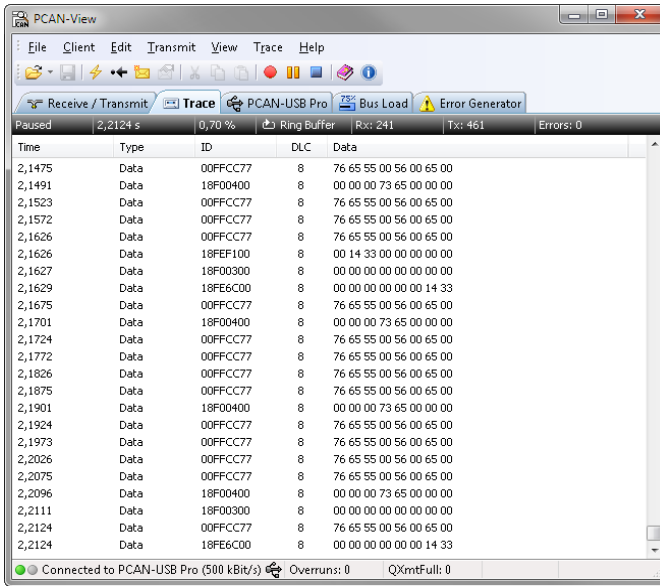 PCAN-View
File Client Edit Transmit View Trace Help
Receive / Transmit Trace PCAN-USB Pro 75% Bus Load Error Generator
Paused 2,2124 s 0,70 % Ring Buffer Rx: 241 Tx: 461 Errors: 0
Time Type ID DLC Data
2,1475 Data 00FFCC77 8 76 65 55 00 56 00 65 00
2,1491 Data 18F00400 8 00 00 00 73 65 00 00 00
2,1523 Data 00FFCC77 8 76 65 55 00 56 00 65 00
2,1572 Data 00FFCC77 8 76 65 55 00 56 00 65 00
2,1626 Data 00FFCC77 8 76 65 55 00 56 00 65 00
2,1626 Data 18FEF100 8 00 14 33 00 00 00 00 00
2,1627 Data 18F00300 8 00 00 00 00 00 00 00 00
2,1629 Data 18FE6C00 8 00 00 00 00 00 00 14 33
2,1675 Data 00FFCC77 8 76 65 55 00 56 00 65 00
2,1701 Data 18F00400 8 00 00 00 73 65 00 00 00
2,1724 Data 00FFCC77 8 76 65 55 00 56 00 65 00
2,1772 Data 00FFCC77 8 76 65 55 00 56 00 65 00
2,1826 Data 00FFCC77 8 76 65 55 00 56 00 65 00
2,1875 Data 00FFCC77 8 76 65 55 00 56 00 65 00
2,1901 Data 18F00400 8 00 00 00 73 65 00 00 00
2,1924 Data 00FFCC77 8 76 65 55 00 56 00 65 00
2,1973 Data 00FFCC77 8 76 65 55 00 56 00 65 00
2,2026 Data 00FFCC77 8 76 65 55 00 56 00 65 00
2,2075 Data 00FFCC77 8 76 65 55 00 56 00 65 00
2,2096 Data 18F00400 8 00 00 00 73 65 00 00 00
2,2111 Data 18F00300 8 00 00 00 00 00 00 00 00
2,2124 Data 00FFCC77 8 76 65 55 00 56 00 65 00
2,2124 Data 18FE6C00 8 00 00 00 00 00 00 14 33
Connected to PCAN-USB Pro (500 kBit/s) Overruns: 0 QXmtFull: 0